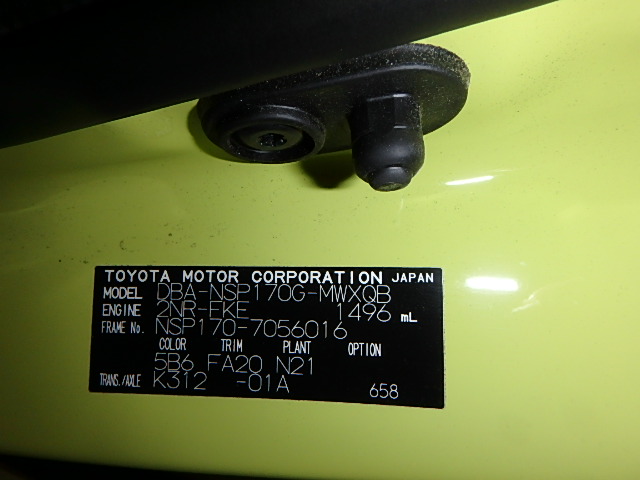 TOYOTA MOTOR CORPORATION JAPAN
MODEL DBA-NSP170G-MWXQB
ENGINE 2NR-FKE 1496 mL
FRAME No. NSP170-7056016
COLOR TRIM PLANT OPTION
5B6 FA20 N21
TRANS./AXLE K312 -01A 658